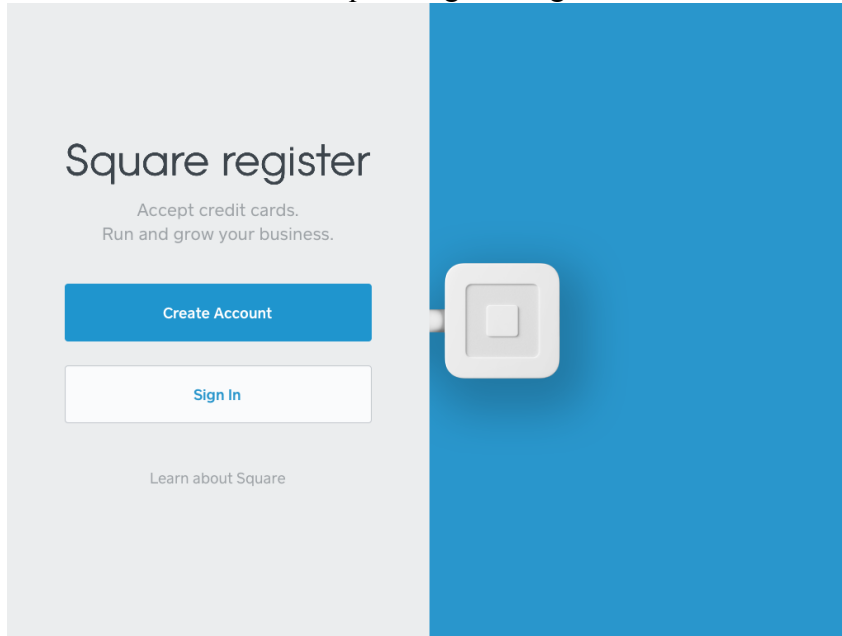 Square register
Accept credit cards.
Run and grow your business.
Create Account
Sign In
Learn about Square